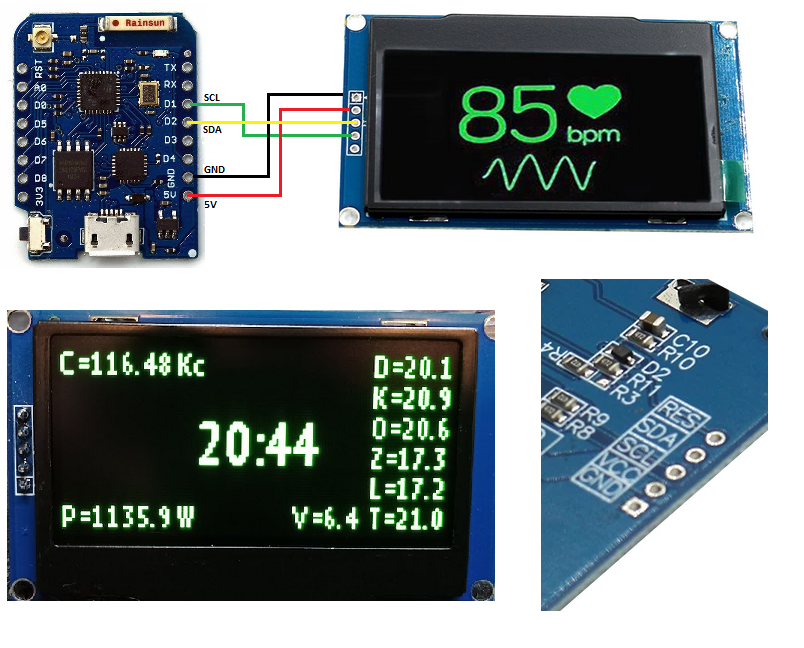 Rainsun
RST
A0
D0
D5
D6
D7
D8
3V3
TX
RX
D1
D2
D3
D4
GND
5V
SCL
SDA
GND
5V
85
bpm
C=116.48 Kc
D=20.1
K=20.9
O=20.6
20:44
Z=17.3
L=17.2
P=1135.9 W
V=6.4 T=21.0
C10
R10
R4
D2
R11
R3
R9
R8
RES
SDA
SCL
VCC
GND